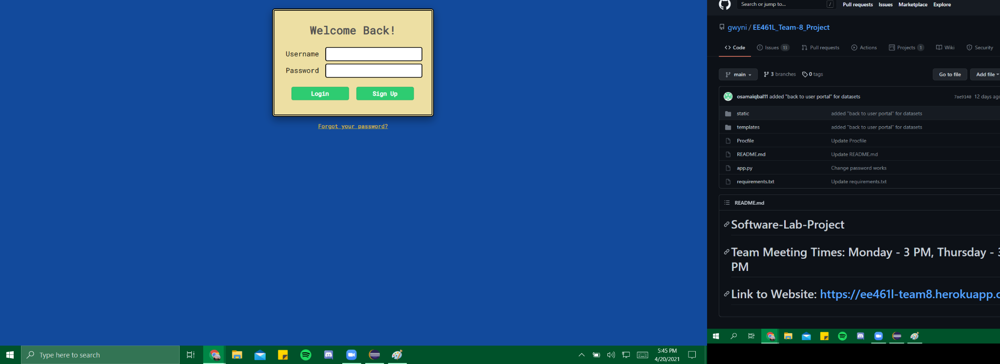 Welcome Back!
Username
Password
Login Sign Up
Forgot your password?
Type here to search
5:45 PM
4/20/2021
Search or jump to... / Pull requests Issues Marketplace Explore
gwyni / EE461L_Team-8_Project
<> Code Issues 13 Pull requests Actions Projects 1 Wiki Security
main 3 branches 0 tags Go to file Add file
osamaiqbal11 added "back to user portal" for datasets 7ae9140 12 days ago
static added "back to user portal" for datasets
templates added "back to user portal" for datasets
Procfile Update Procfile
README.md Update README.md
app.py Change password works
requirements.txt Update requirements.txt
README.md
Software-Lab-Project
Team Meeting Times: Monday - 3 PM, Thursday - 3
PM
Link to Website: https://ee461l-team8.herokuapp.c